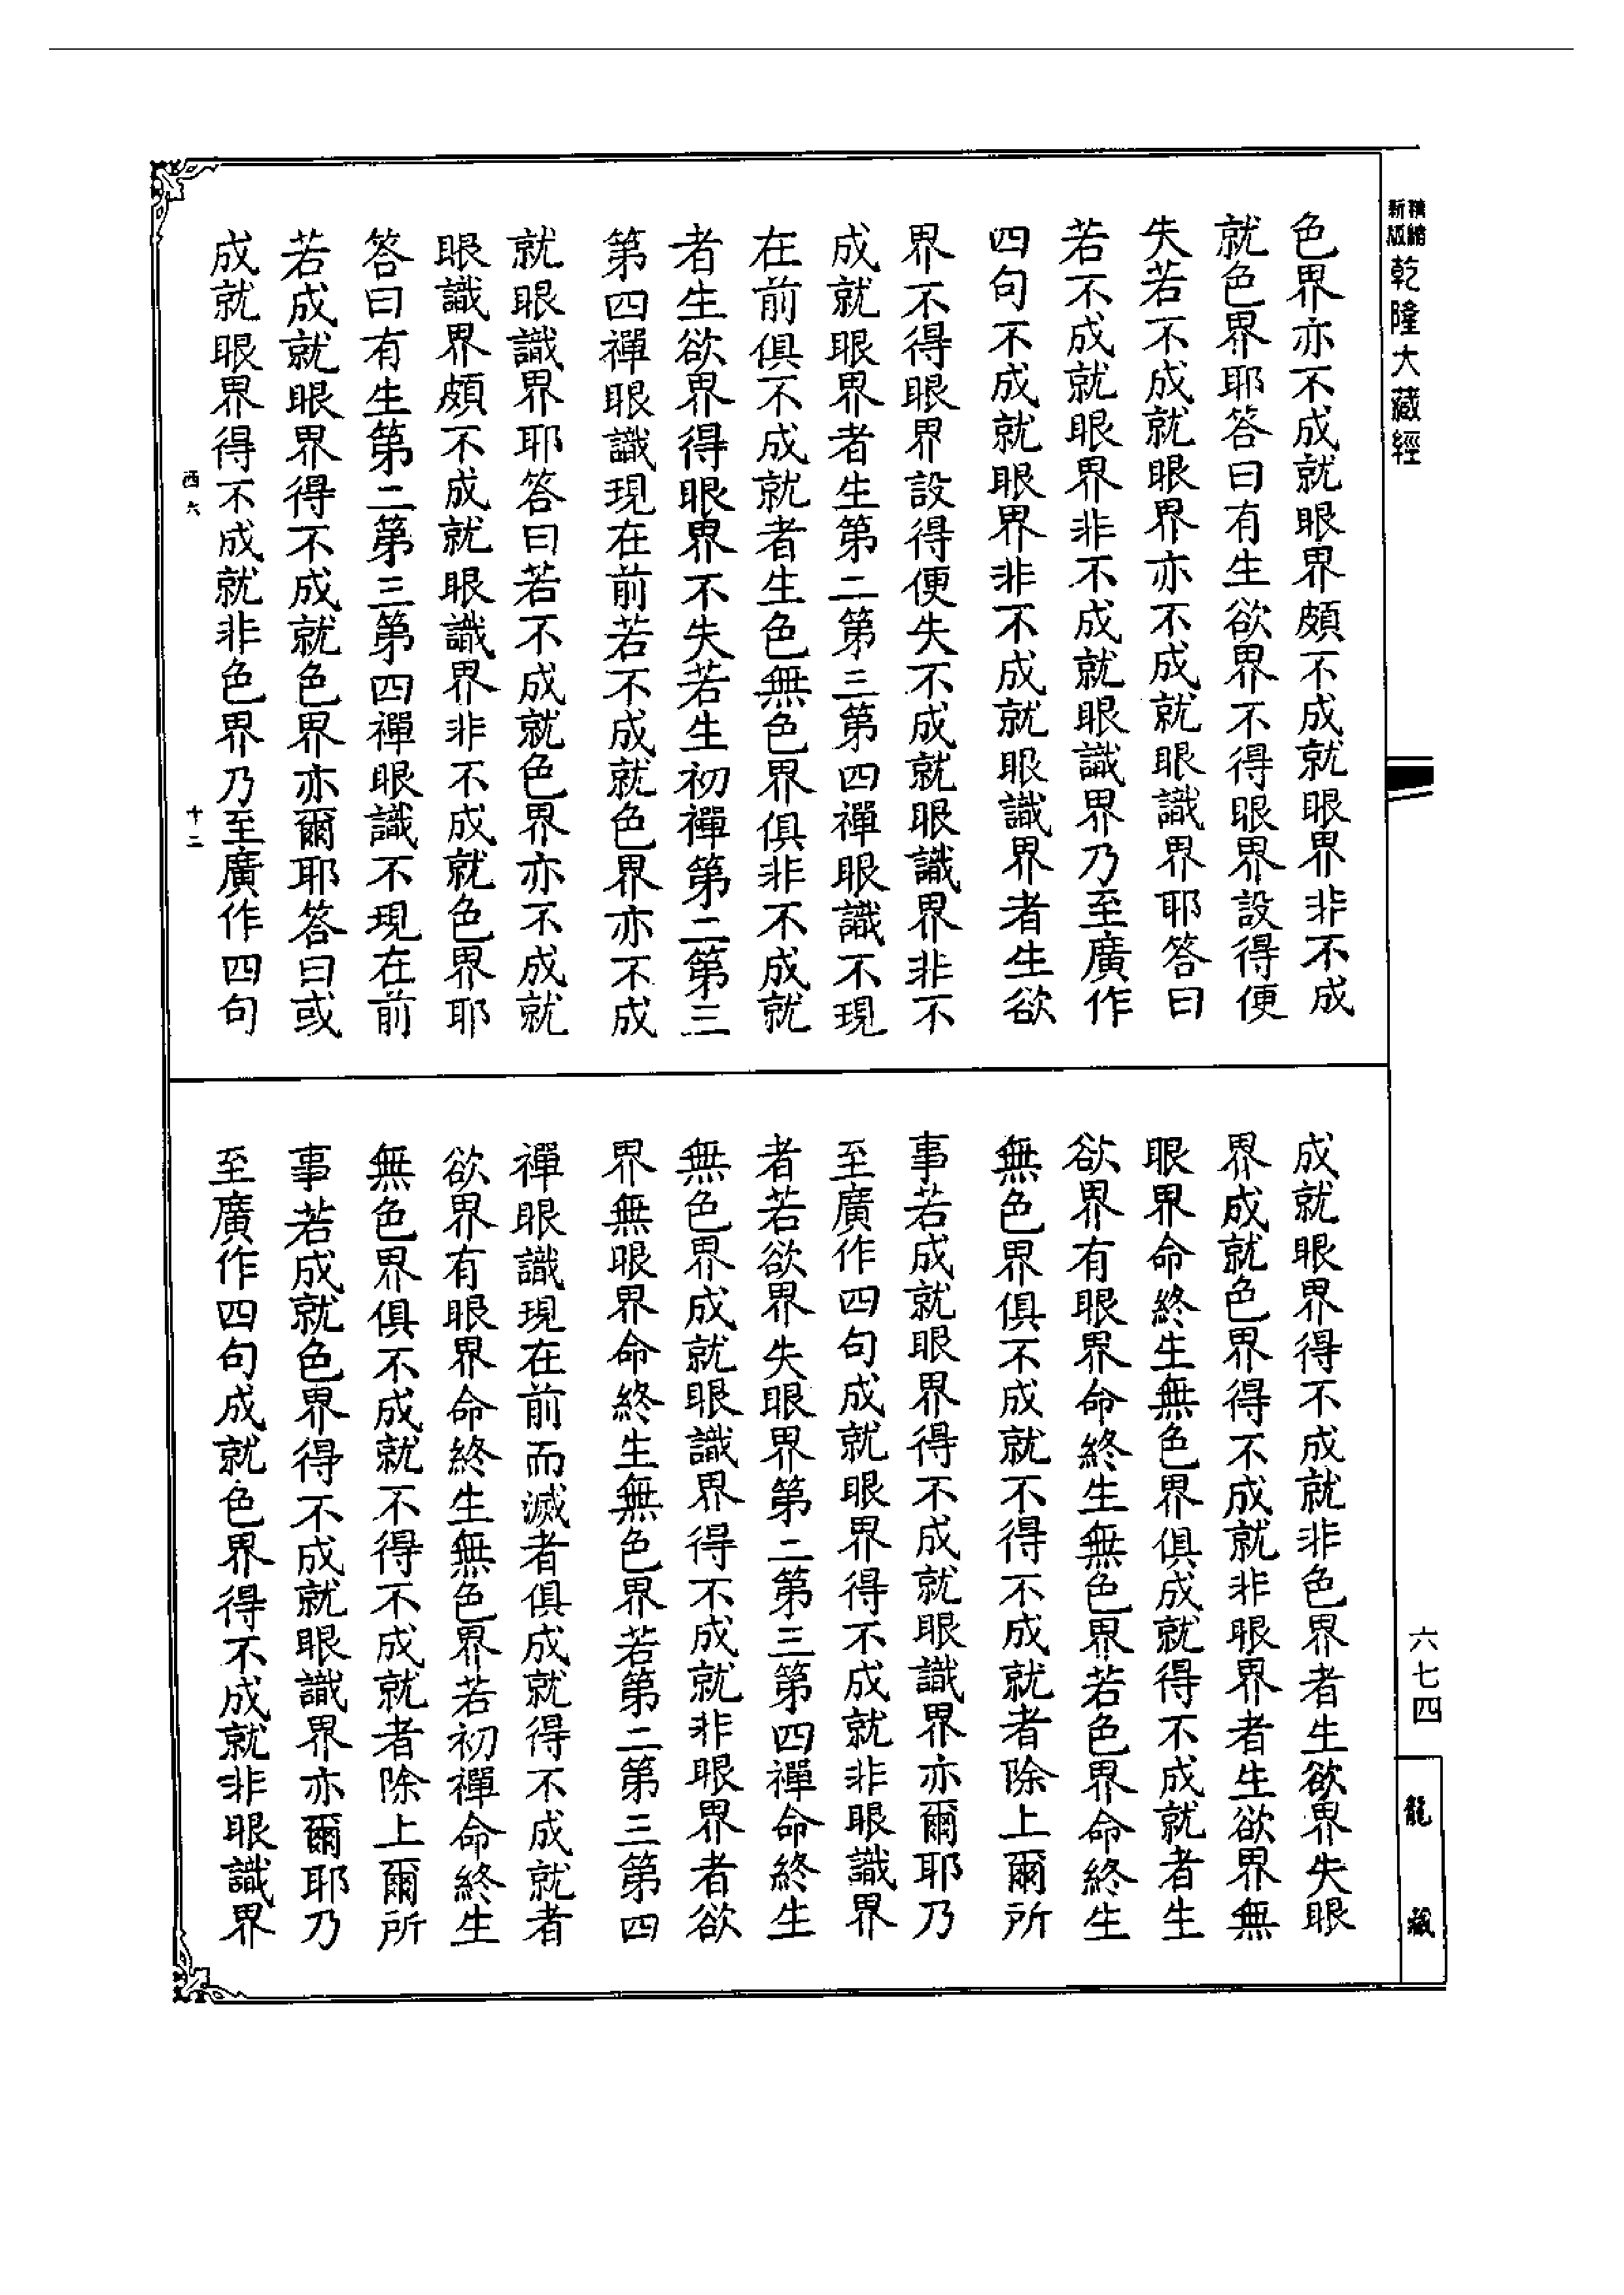 精縮
新版
乾隆大藏經
色界亦不成就眼界頗不成就眼界非不成
就色界耶答曰有生欲界不得眼界設得便
失若不成就眼界亦不成就眼識界耶答曰
若不成就眼界非不成就眼識界乃至廣作
四句不成就眼界非不成就眼識界者生欲
界不得眼界設得便失不成就眼識界非不
成就眼界者生第二第三第四禪眼識不現
在前俱不成就者生色無色界俱非不成就
者生欲界得眼界不失若生初禪第二第三
第四禪眼識現在前若不成就色界亦不成
就眼識界耶答曰若不成就色界亦不成就
眼識界頗不成就眼識界非不成就色界耶
答曰有生第二第三第四禪眼識不現在前
若成就眼界得不成就色界亦爾耶答曰或
成就眼界得不成就非色界乃至廣作四句
西六
十二
成就眼界得不成就非色界者生欲界失眼
界成就色界得不成就非眼界者生欲界無
眼界命終生無色界俱成就得不成就者生
欲界有眼界命終生無色界若色界命終生
無色界俱不成就不得不成就者除上爾所
事若成就眼界得不成就眼識界亦爾耶乃
至廣作四句成就眼界得不成就非眼識界
者若欲界失眼界第二第三第四禪命終生
無色界成就眼識界得不成就非眼界者欲
界無眼界命終生無色界若第二第三第四
禪眼識現在前而滅者俱成就得不成就者
欲界有眼界命終生無色界若初禪命終生
無色界俱不成就不得不成就者除上爾所
事若成就色界得不成就眼識界亦爾耶乃
至廣作四句成就色界得不成就非眼識界
六七四
龍藏